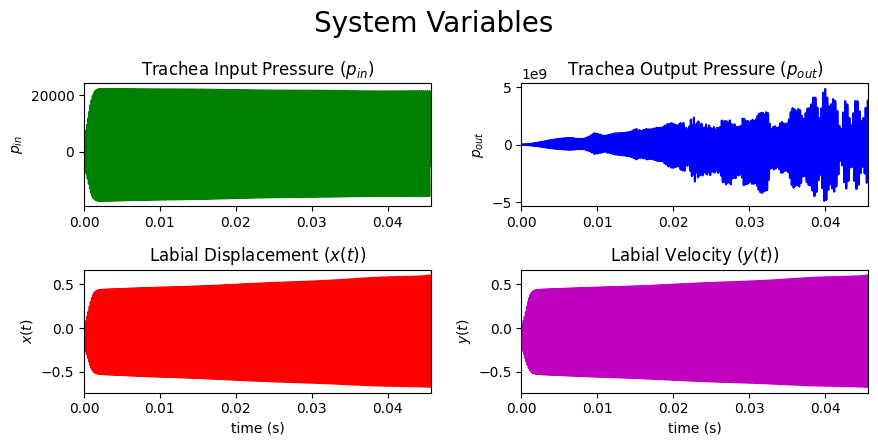 System Variables
Trachea Input Pressure (p_in)
20000
0
p_in
0.00 0.01 0.02 0.03 0.04
Trachea Output Pressure (p_out)
1e9
5
0
−5
p_out
0.00 0.01 0.02 0.03 0.04
Labial Displacement (x(t))
0.5
0.0
−0.5
x(t)
0.00 0.01 0.02 0.03 0.04
time (s)
Labial Velocity (y(t))
0.5
0.0
−0.5
y(t)
0.00 0.01 0.02 0.03 0.04
time (s)